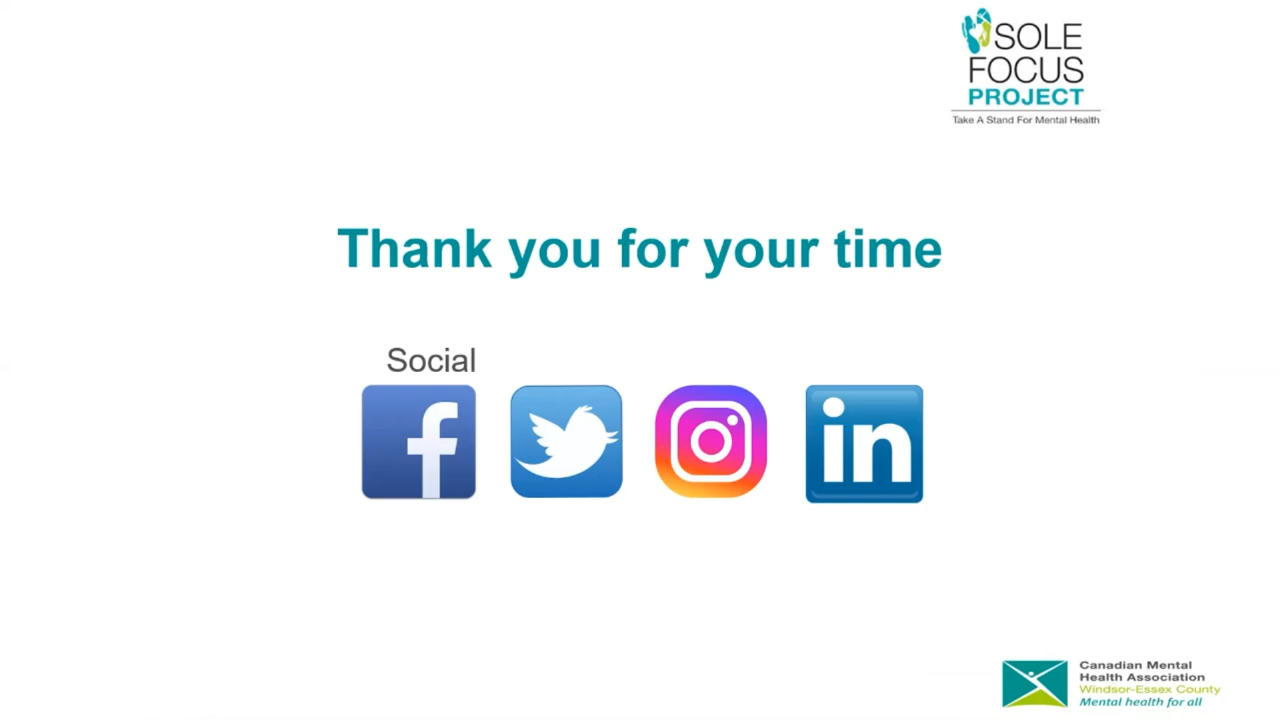 SOLE
FOCUS
PROJECT
Take A Stand For Mental Health
Thank you for your time
Social
f
in
Canadian Mental
Health Association
Windsor-Essex County
Mental health for all